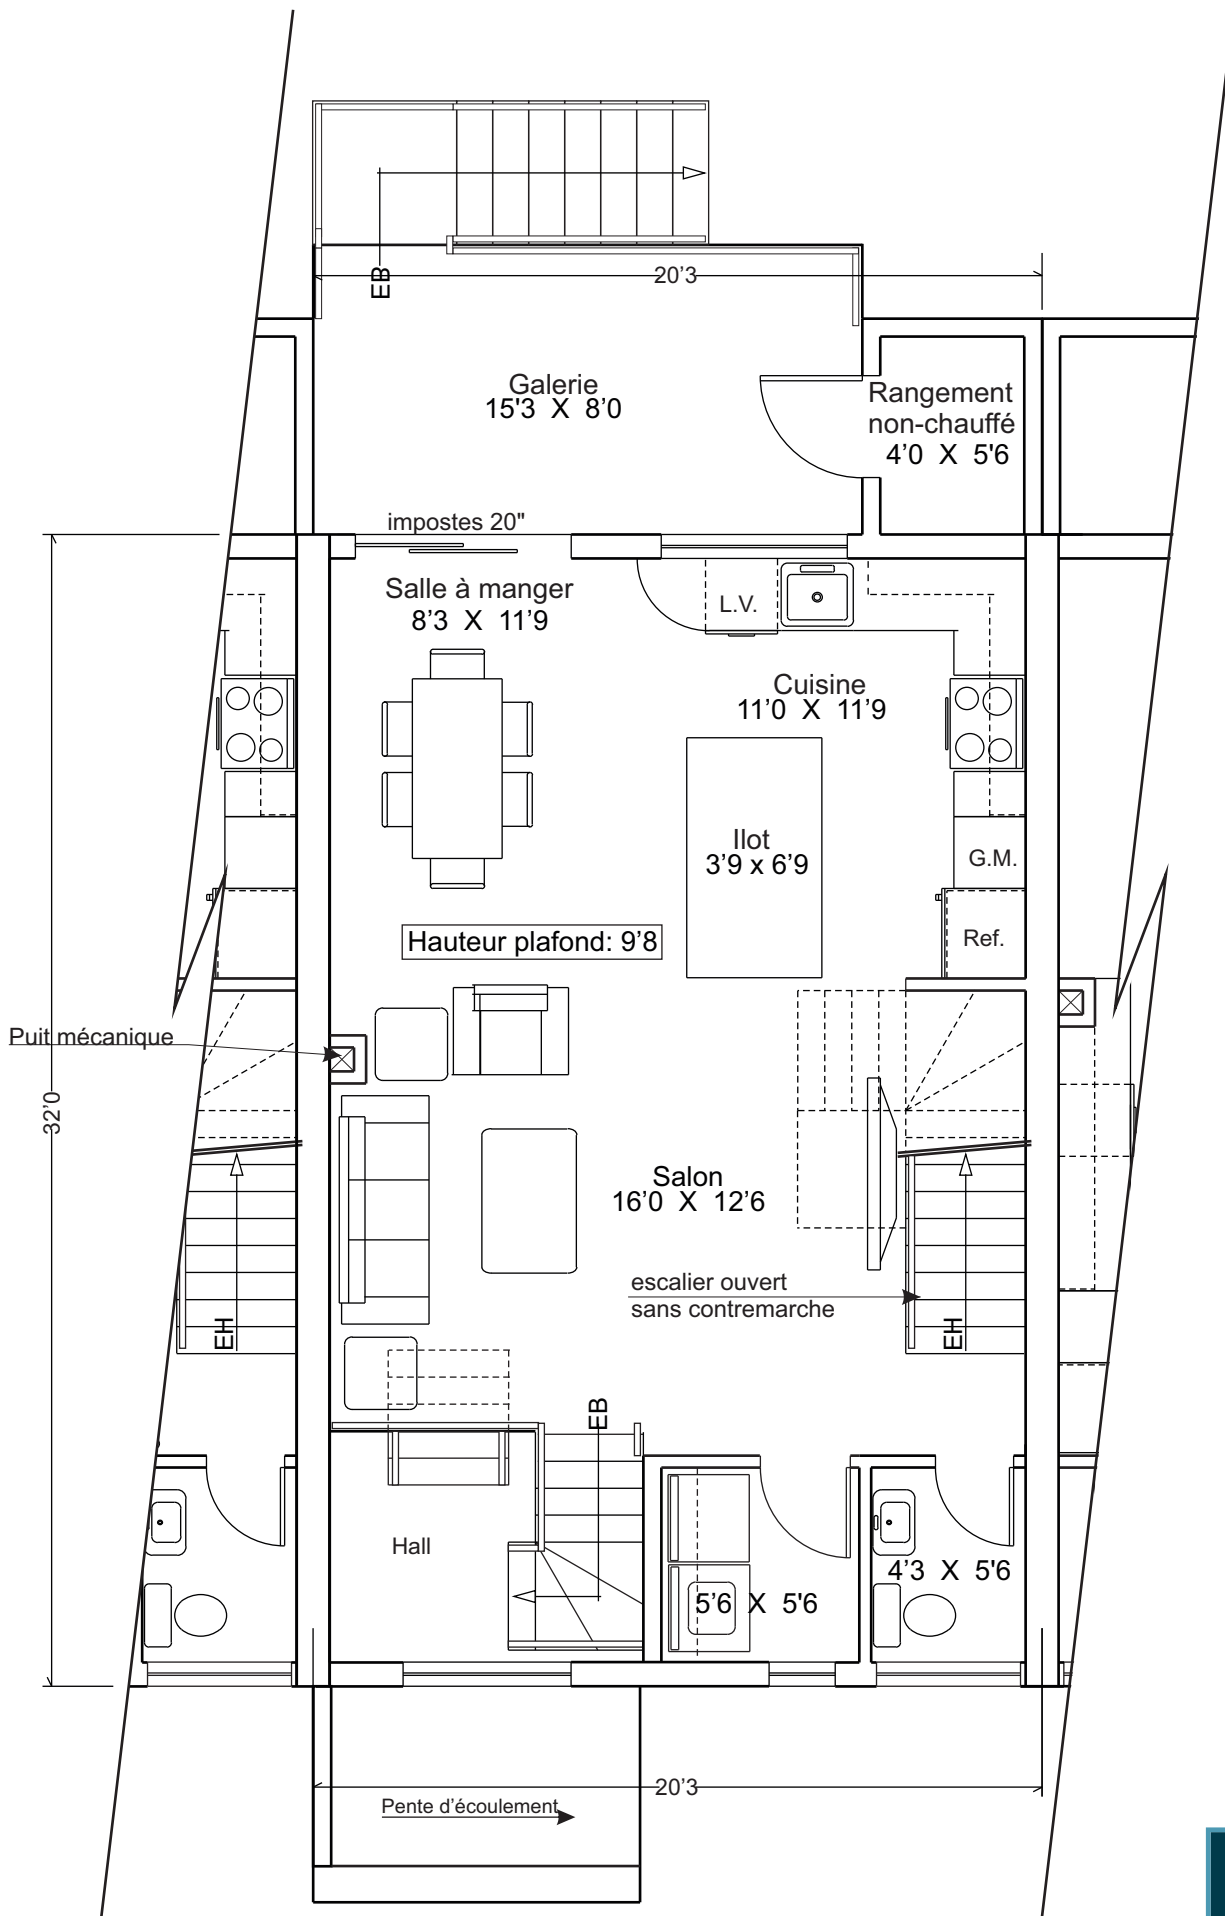 EB
20'3
Galerie
15'3 X 8'0
Rangement
non-chauffé
4'0 X 5'6
impostes 20"
Salle à manger
8'3 X 11'9
L.V.
Cuisine
11'0 X 11'9
Ilot
3'9 x 6'9
G.M.
Ref.
Hauteur plafond: 9'8
Puit mécanique
32'0
Salon
16'0 X 12'6
escalier ouvert
sans contremarche
EH
EH
EB
Hall
5'6 X 5'6
4'3 X 5'6
20'3
Pente d'écoulement